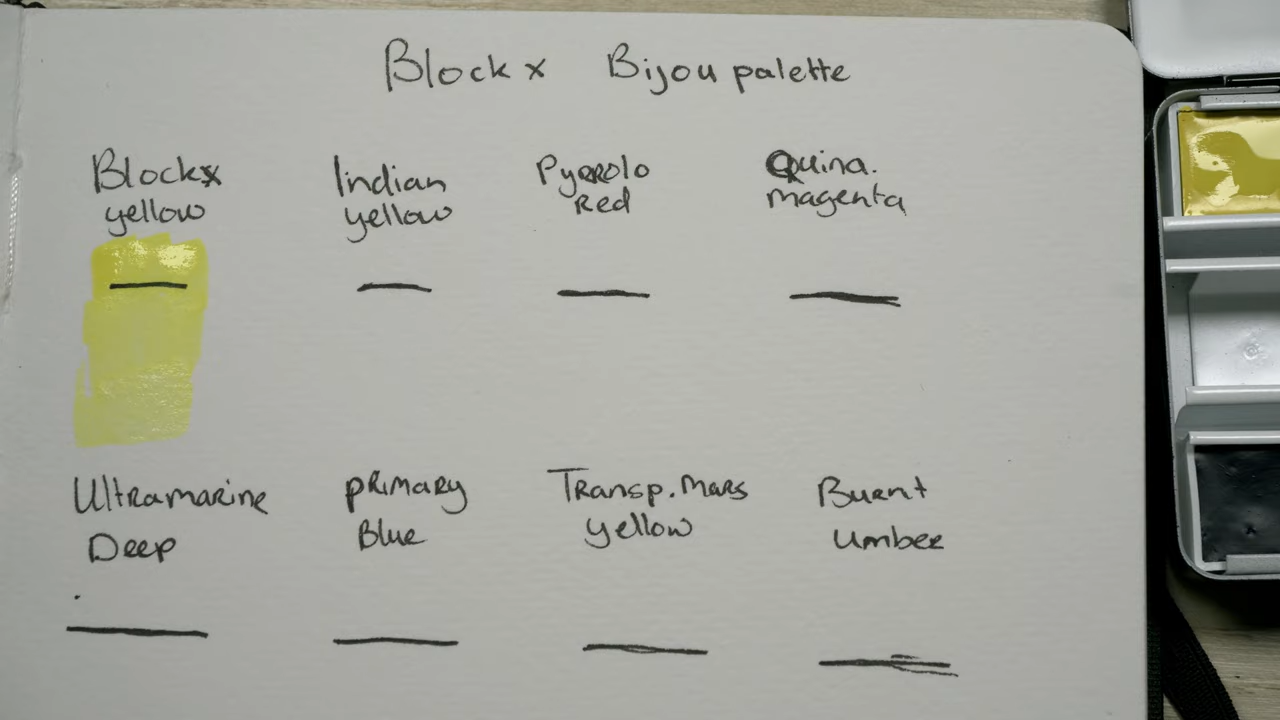 Blockx Bijou palette
Blockx
yellow
Indian
yellow
Pyrrolo
Red
Quina.
magenta
Ultramarine
Deep
primary
Blue
Transp. Mars
yellow
Burnt
umber